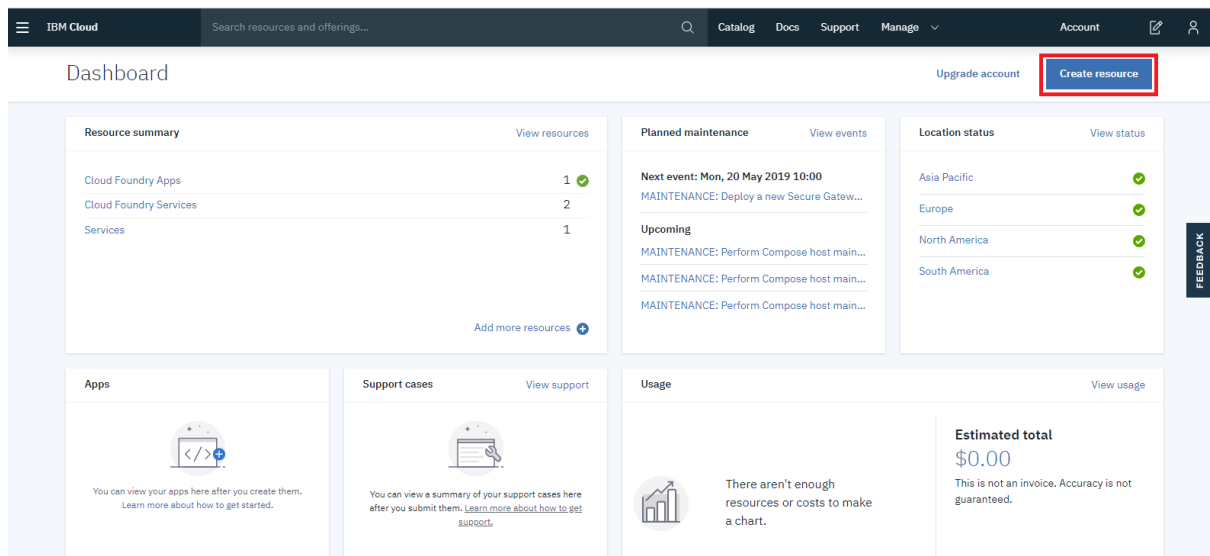 IBM Cloud
Search resources and offerings...
Catalog
Docs
Support
Manage
Account
Dashboard
Upgrade account
Create resource
Resource summary
View resources
Cloud Foundry Apps
1
Cloud Foundry Services
2
Services
1
Add more resources
Planned maintenance
View events
Next event: Mon, 20 May 2019 10:00
MAINTENANCE: Deploy a new Secure Gatew...
Upcoming
MAINTENANCE: Perform Compose host main...
MAINTENANCE: Perform Compose host main...
MAINTENANCE: Perform Compose host main...
Location status
View status
Asia Pacific
Europe
North America
South America
FEEDBACK
Apps
You can view your apps here after you create them.
Learn more about how to get started.
Support cases
View support
You can view a summary of your support cases here
after you submit them. Learn more about how to get
support.
Usage
View usage
There aren't enough
resources or costs to make
a chart.
Estimated total
$0.00
This is not an invoice. Accuracy is not
guaranteed.